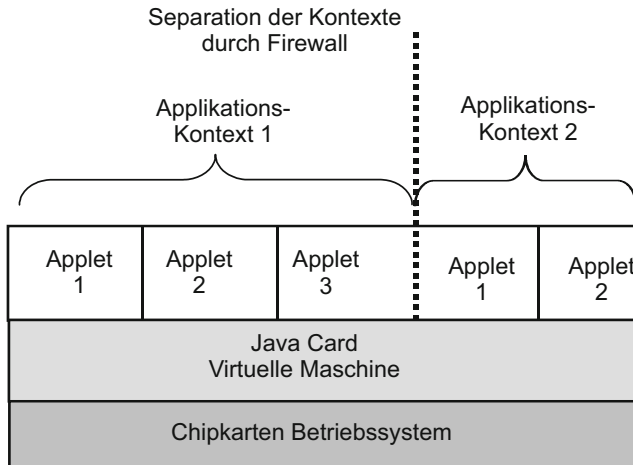 Separation der Kontexte
durch Firewall
Applikations-
Kontext 1
Applikations-
Kontext 2
Applet
1
Applet
2
Applet
3
Applet
1
Applet
2
Java Card
Virtuelle Maschine
Chipkarten Betriebssystem